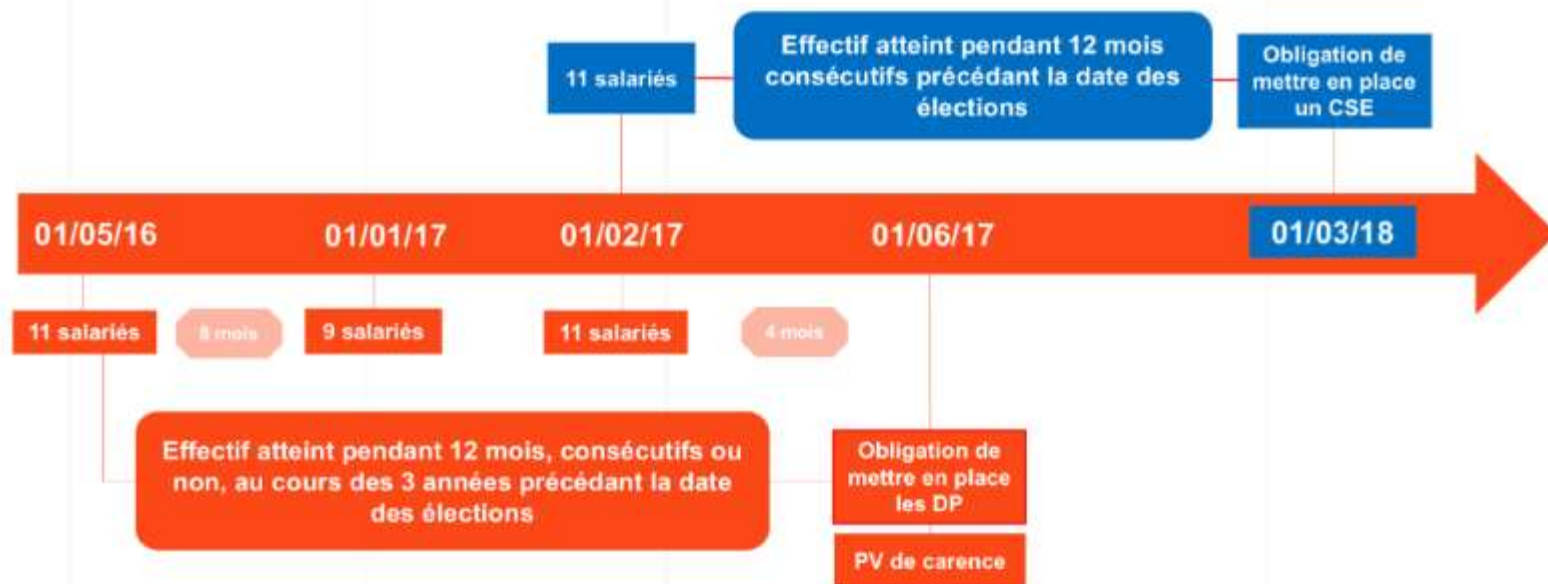 11 salariés
Effectif atteint pendant 12 mois
consécutifs précédant la date des
élections
Obligation de
mettre en place
un CSE
01/05/16
01/01/17
01/02/17
01/06/17
01/03/18
11 salariés
8 mois
9 salariés
11 salariés
4 mois
Effectif atteint pendant 12 mois, consécutifs ou
non, au cours des 3 années précédant la date
des élections
Obligation de
mettre en place
les DP
PV de carence